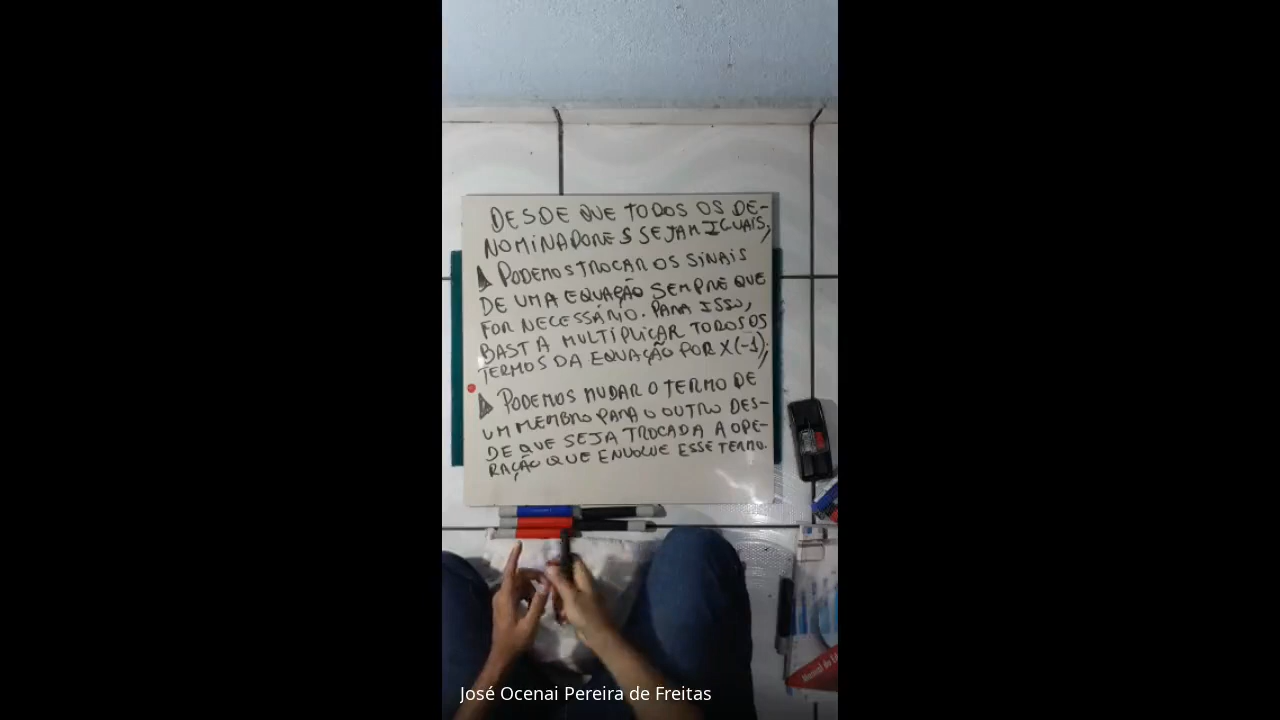 DESDE QUE TODOS OS DE-
NOMINADORES SEJAM IGUAIS;
PODEMOS TROCAR OS SINAIS
DE UMA EQUAÇÃO SEMPRE QUE
FOR NECESSÁRIO. PARA ISSO,
BASTA MULTIPLICAR TODOS OS
TERMOS DA EQUAÇÃO POR X(-1);
PODEMOS MUDAR O TERMO DE
UM MEMBRO PARA O OUTRO DES-
DE QUE SEJA TROCADA A OPE-
RAÇÃO QUE ENVOLVE ESSE TERMO.
Manual do
José Ocenai Pereira de Freitas